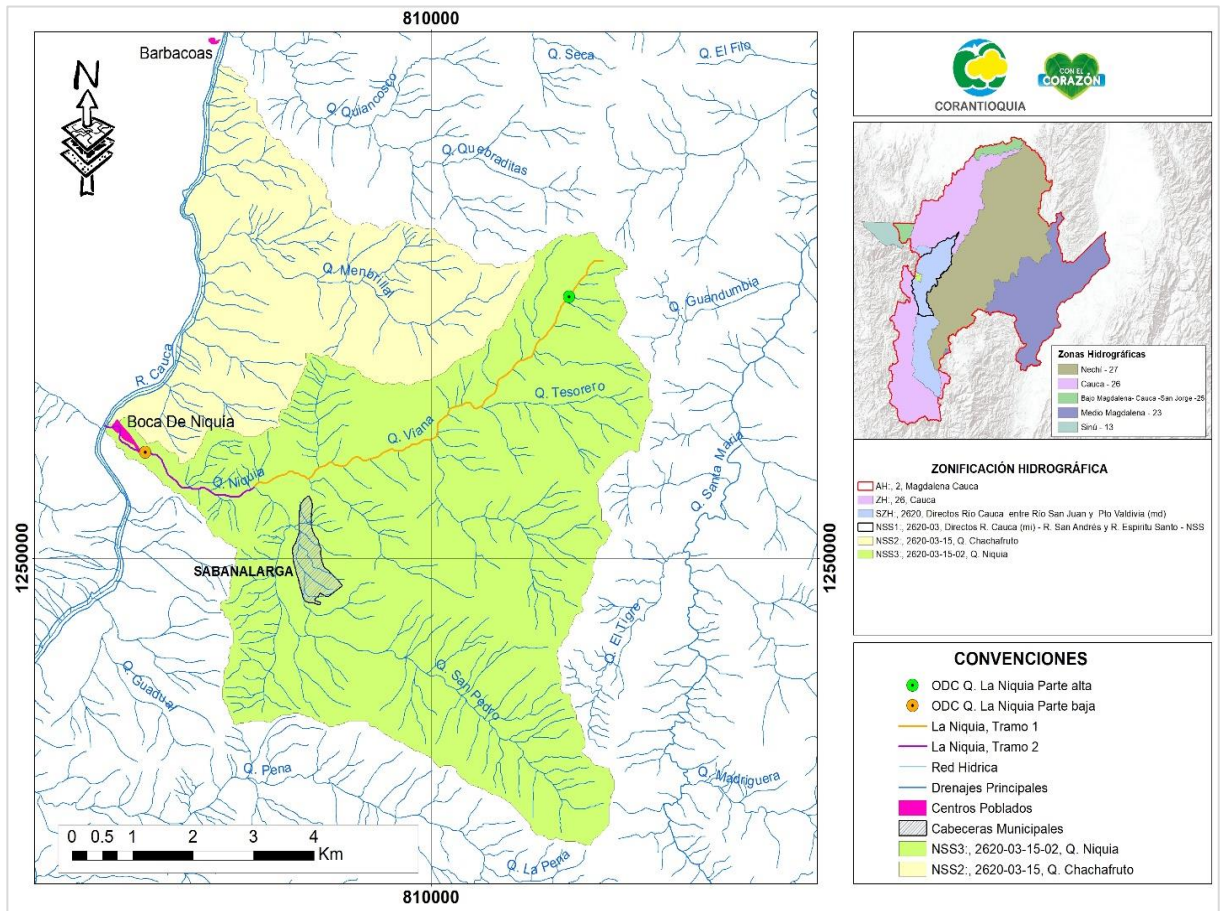 810000
Barbacoas
N
Q. Seca
Q. El Filo
Q. Quiancosco
Q. Quebraditas
Q. Menbrillal
Q. Guandumbia
R. Cauca
Q. Tesorero
Boca De Niquía
Q. Viana
Q. Niquia
Q. Santa María
1250000
1250000
SABANALARGA
Q. El Tigre
Q. San Pedro
Q. Guadual
Q. Pena
Q. Madriguera
Q. La Pena
0 0.5 1 2 3 4
Km
810000
CORANTIOQUIA
CON EL
CORAZÓN
Zonas Hidrográficas
Nechí - 27
Cauca - 26
Bajo Magdalena- Cauca -San Jorge -25
Medio Magdalena - 23
Sinú - 13
ZONIFICACIÓN HIDROGRÁFICA
AH:, 2, Magdalena Cauca
ZH:, 26, Cauca
SZH:, 2620, Directos Río Cauca entre Río San Juan y Pto Valdivia (md)
NSS1:, 2620-03, Directos R. Cauca (mi) - R. San Andrés y R. Espiritu Santo - NSS
NSS2:, 2620-03-15, Q. Chachafruto
NSS3:, 2620-03-15-02, Q. Niquia
CONVENCIONES
ODC Q. La Niquia Parte alta
ODC Q. La Niquia Parte baja
La Niquia, Tramo 1
La Niquia, Tramo 2
Red Hidrica
Drenajes Principales
Centros Poblados
Cabeceras Municipales
NSS3:, 2620-03-15-02, Q. Niquia
NSS2:, 2620-03-15, Q. Chachafruto